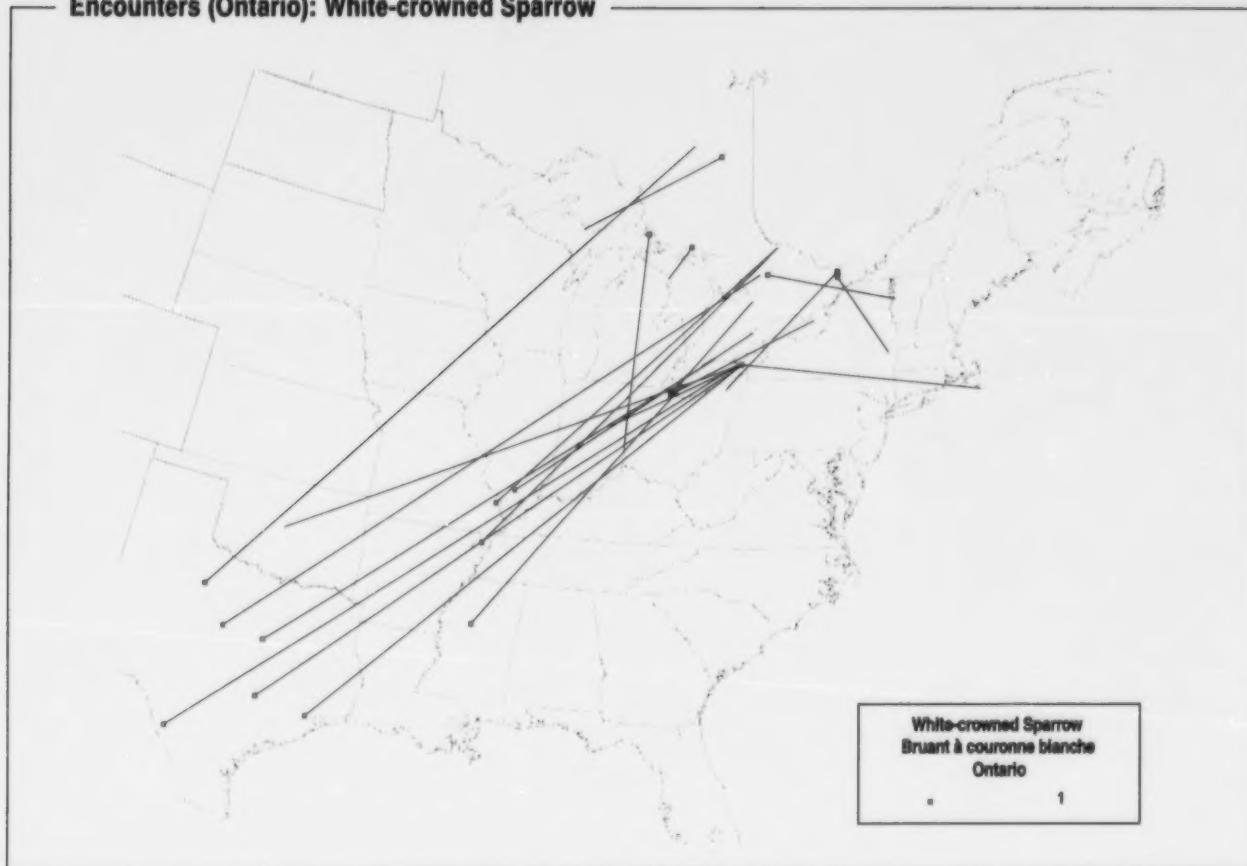 Encounters (Ontario): White-crowned Sparrow
White-crowned Sparrow
Bruant à couronne blanche
Ontario
1